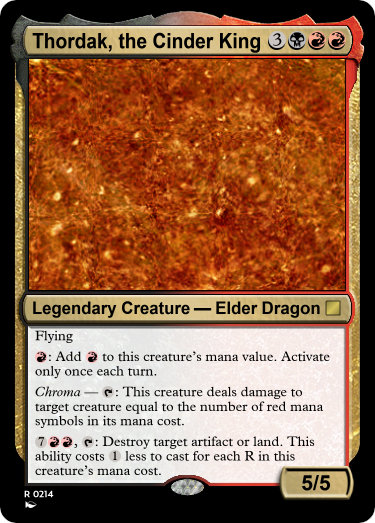 Thordak, the Cinder King 3BRR
Legendary Creature — Elder Dragon
Flying
R: Add R to this creature's mana value. Activate
only once each turn.
Chroma — T: This creature deals damage to
target creature equal to the number of red mana
symbols in its mana cost.
7RR, T: Destroy target artifact or land. This
ability costs 1 less to cast for each R in this
creature's mana cost.
5/5
R 0214